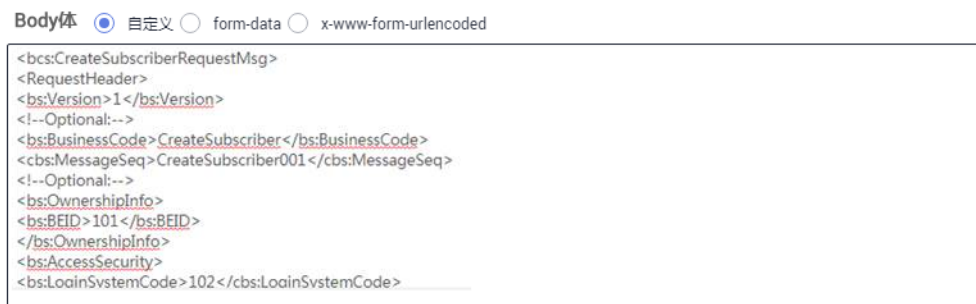 Body体 自定义 form-data x-www-form-urlencoded
<bcs:CreateSubscriberRequestMsg>
<RequestHeader>
<bs:Version>1</bs:Version>
<!--Optional:-->
<bs:BusinessCode>CreateSubscriber</bs:BusinessCode>
<cbs:MessageSeq>CreateSubscriber001</cbs:MessageSeq>
<!--Optional:-->
<bs:OwnershipInfo>
<bs:BEID>101</bs:BEID>
</bs:OwnershipInfo>
<bs:AccessSecurity>
<bs:LoginSystemCode>102</cbs:LoginSystemCode>